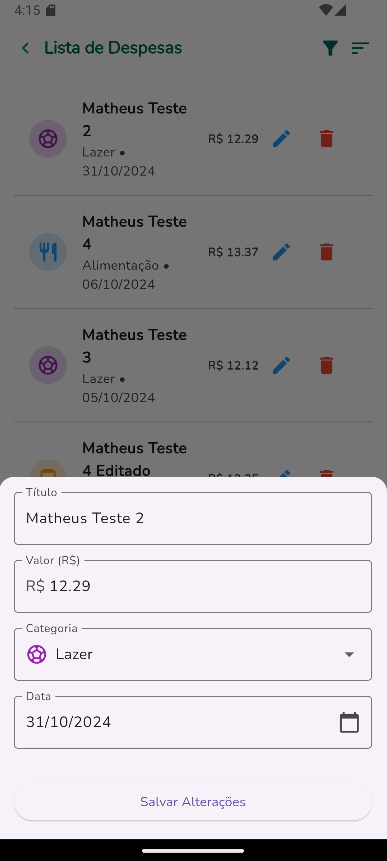 4:15
Lista de Despesas
Matheus Teste
2
Lazer •
31/10/2024
R$ 12.29
Matheus Teste
4
Alimentação •
06/10/2024
R$ 13.37
Matheus Teste
3
Lazer •
05/10/2024
R$ 12.12
Matheus Teste
4 Editado
Título
Matheus Teste 2
Valor (R$)
R$ 12.29
Categoria
Lazer
Data
31/10/2024
Salvar Alterações